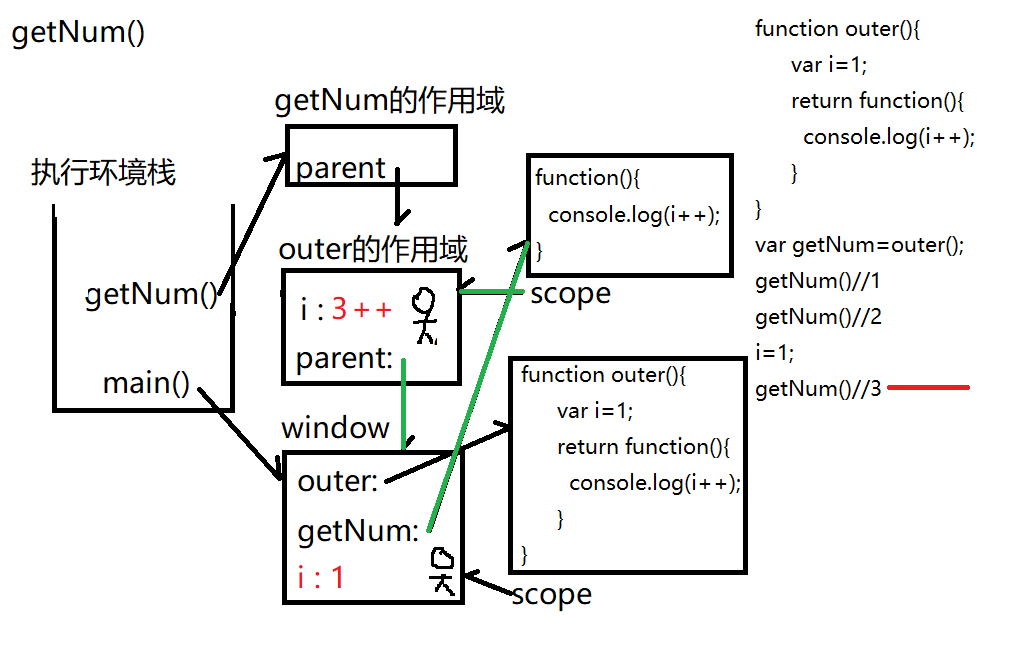 getNum()
getNum的作用域
parent
执行环境栈
getNum()
main()
outer的作用域
i : 3++
parent:
window
outer:
getNum:
i : 1
function(){
console.log(i++);
}
scope
function outer(){
var i=1;
return function(){
console.log(i++);
}
}
scope
function outer(){
var i=1;
return function(){
console.log(i++);
}
}
var getNum=outer();
getNum()//1
getNum()//2
i=1;
getNum()//3